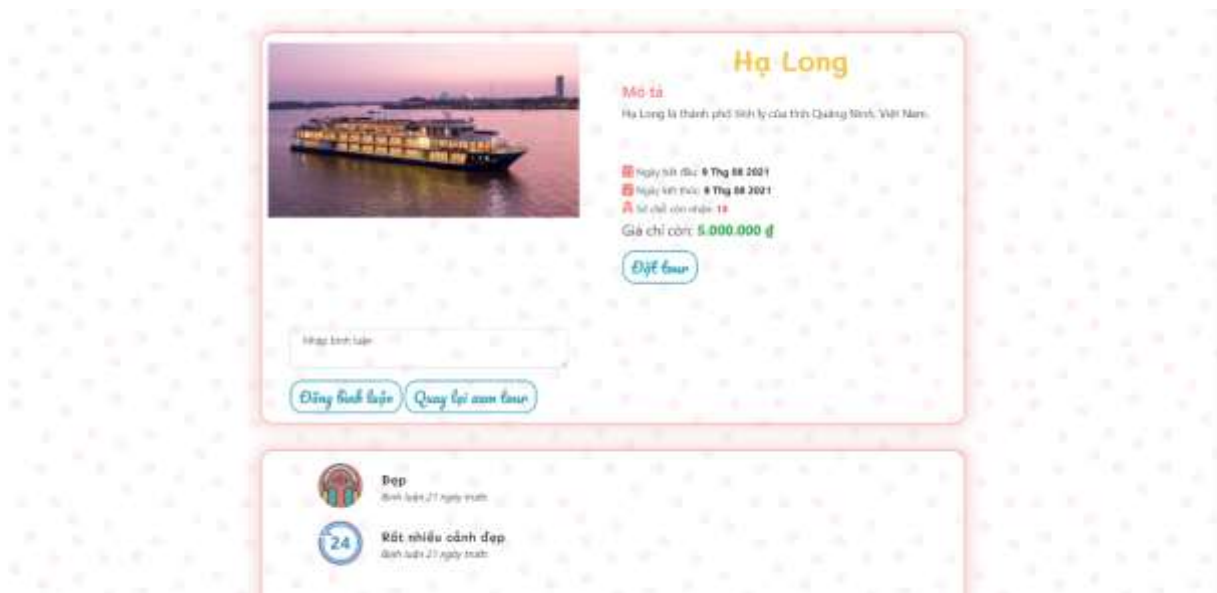 Hạ Long
Mô tả
Hạ Long là thành phố tỉnh lỵ của tỉnh Quảng Ninh, Việt Nam.
Ngày bắt đầu: 9 Thg 08 2021
Ngày kết thúc: 9 Thg 08 2021
Số chỗ còn nhận: 10
Giá chỉ còn: 5.000.000 ₫
Đặt tour
Nhập bình luận
Đăng bình luận
Quay lại xem tour
Đẹp
Bình luận 21 ngày trước
24
Rất nhiều cảnh đẹp
Bình luận 21 ngày trước